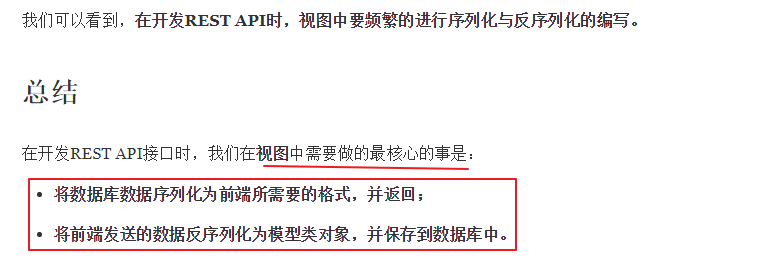 我们可以看到，在开发REST API时，视图中要频繁的进行序列化与反序列化的编写。
总结
在开发REST API接口时，我们在视图中需要做的最核心的事是：
• 将数据库数据序列化为前端所需要的格式，并返回；
• 将前端发送的数据反序列化为模型类对象，并保存到数据库中。